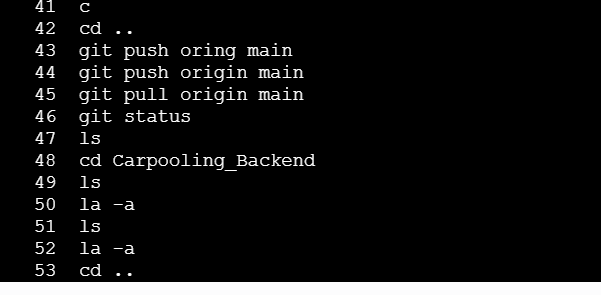 41 c
42 cd ..
43 git push oring main
44 git push origin main
45 git pull origin main
46 git status
47 ls
48 cd Carpooling_Backend
49 ls
50 la -a
51 ls
52 la -a
53 cd ..